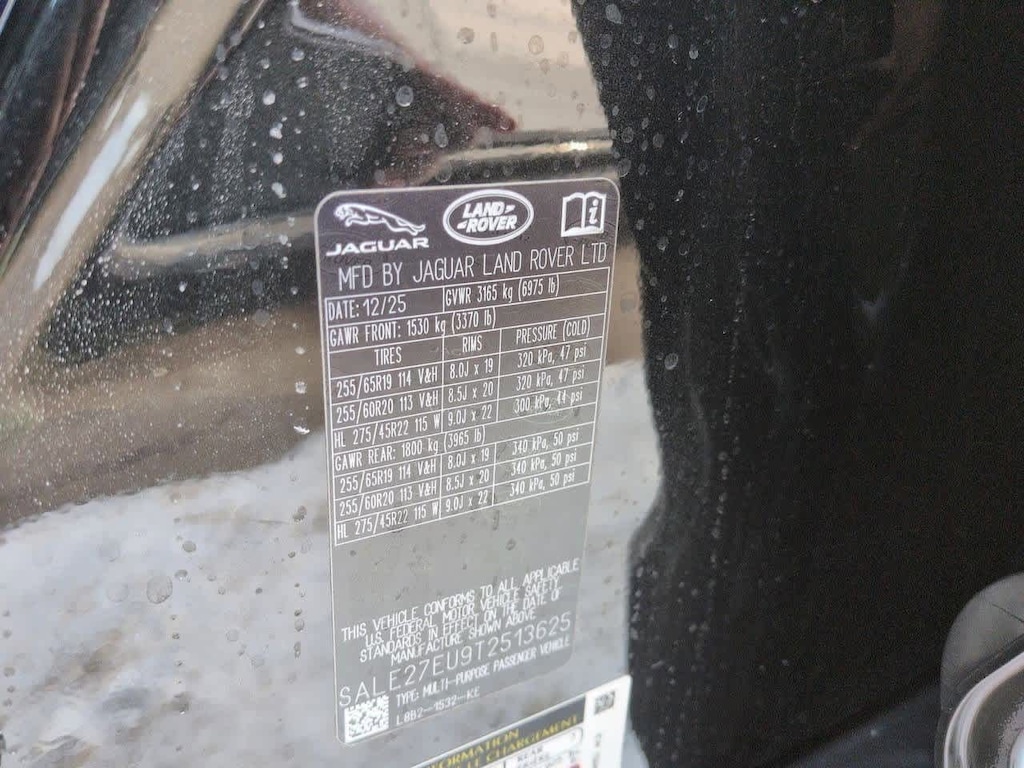 JAGUAR
LAND-
-ROVER
i
MFD BY JAGUAR LAND ROVER LTD
DATE: 12/25 GVWR 3165 kg (6975 lb)
GAWR FRONT: 1530 kg (3370 lb)
TIRES RIMS PRESSURE (COLD)
255/65R19 114 V&H 8.0J x 19 320 kPa, 47 psi
255/60R20 113 V&H 8.5J x 20 320 kPa, 47 psi
HL 275/45R22 115 W 9.0J x 22 300 kPa, 44 psi
GAWR REAR: 1800 kg (3965 lb)
255/65R19 114 V&H 8.0J x 19 340 kPa, 50 psi
255/60R20 113 V&H 8.5J x 20 340 kPa, 50 psi
HL 275/45R22 115 W 9.0J x 22 340 kPa, 50 psi
THIS VEHICLE CONFORMS TO ALL APPLICABLE
U.S. FEDERAL MOTOR VEHICLE SAFETY
STANDARDS IN EFFECT ON THE DATE OF
MANUFACTURE SHOWN ABOVE
SALE27EU9T2513625
TYPE: MULTI-PURPOSE PASSENGER VEHICLE
L8B2-1532-KE
CHARGEMENT
REAR